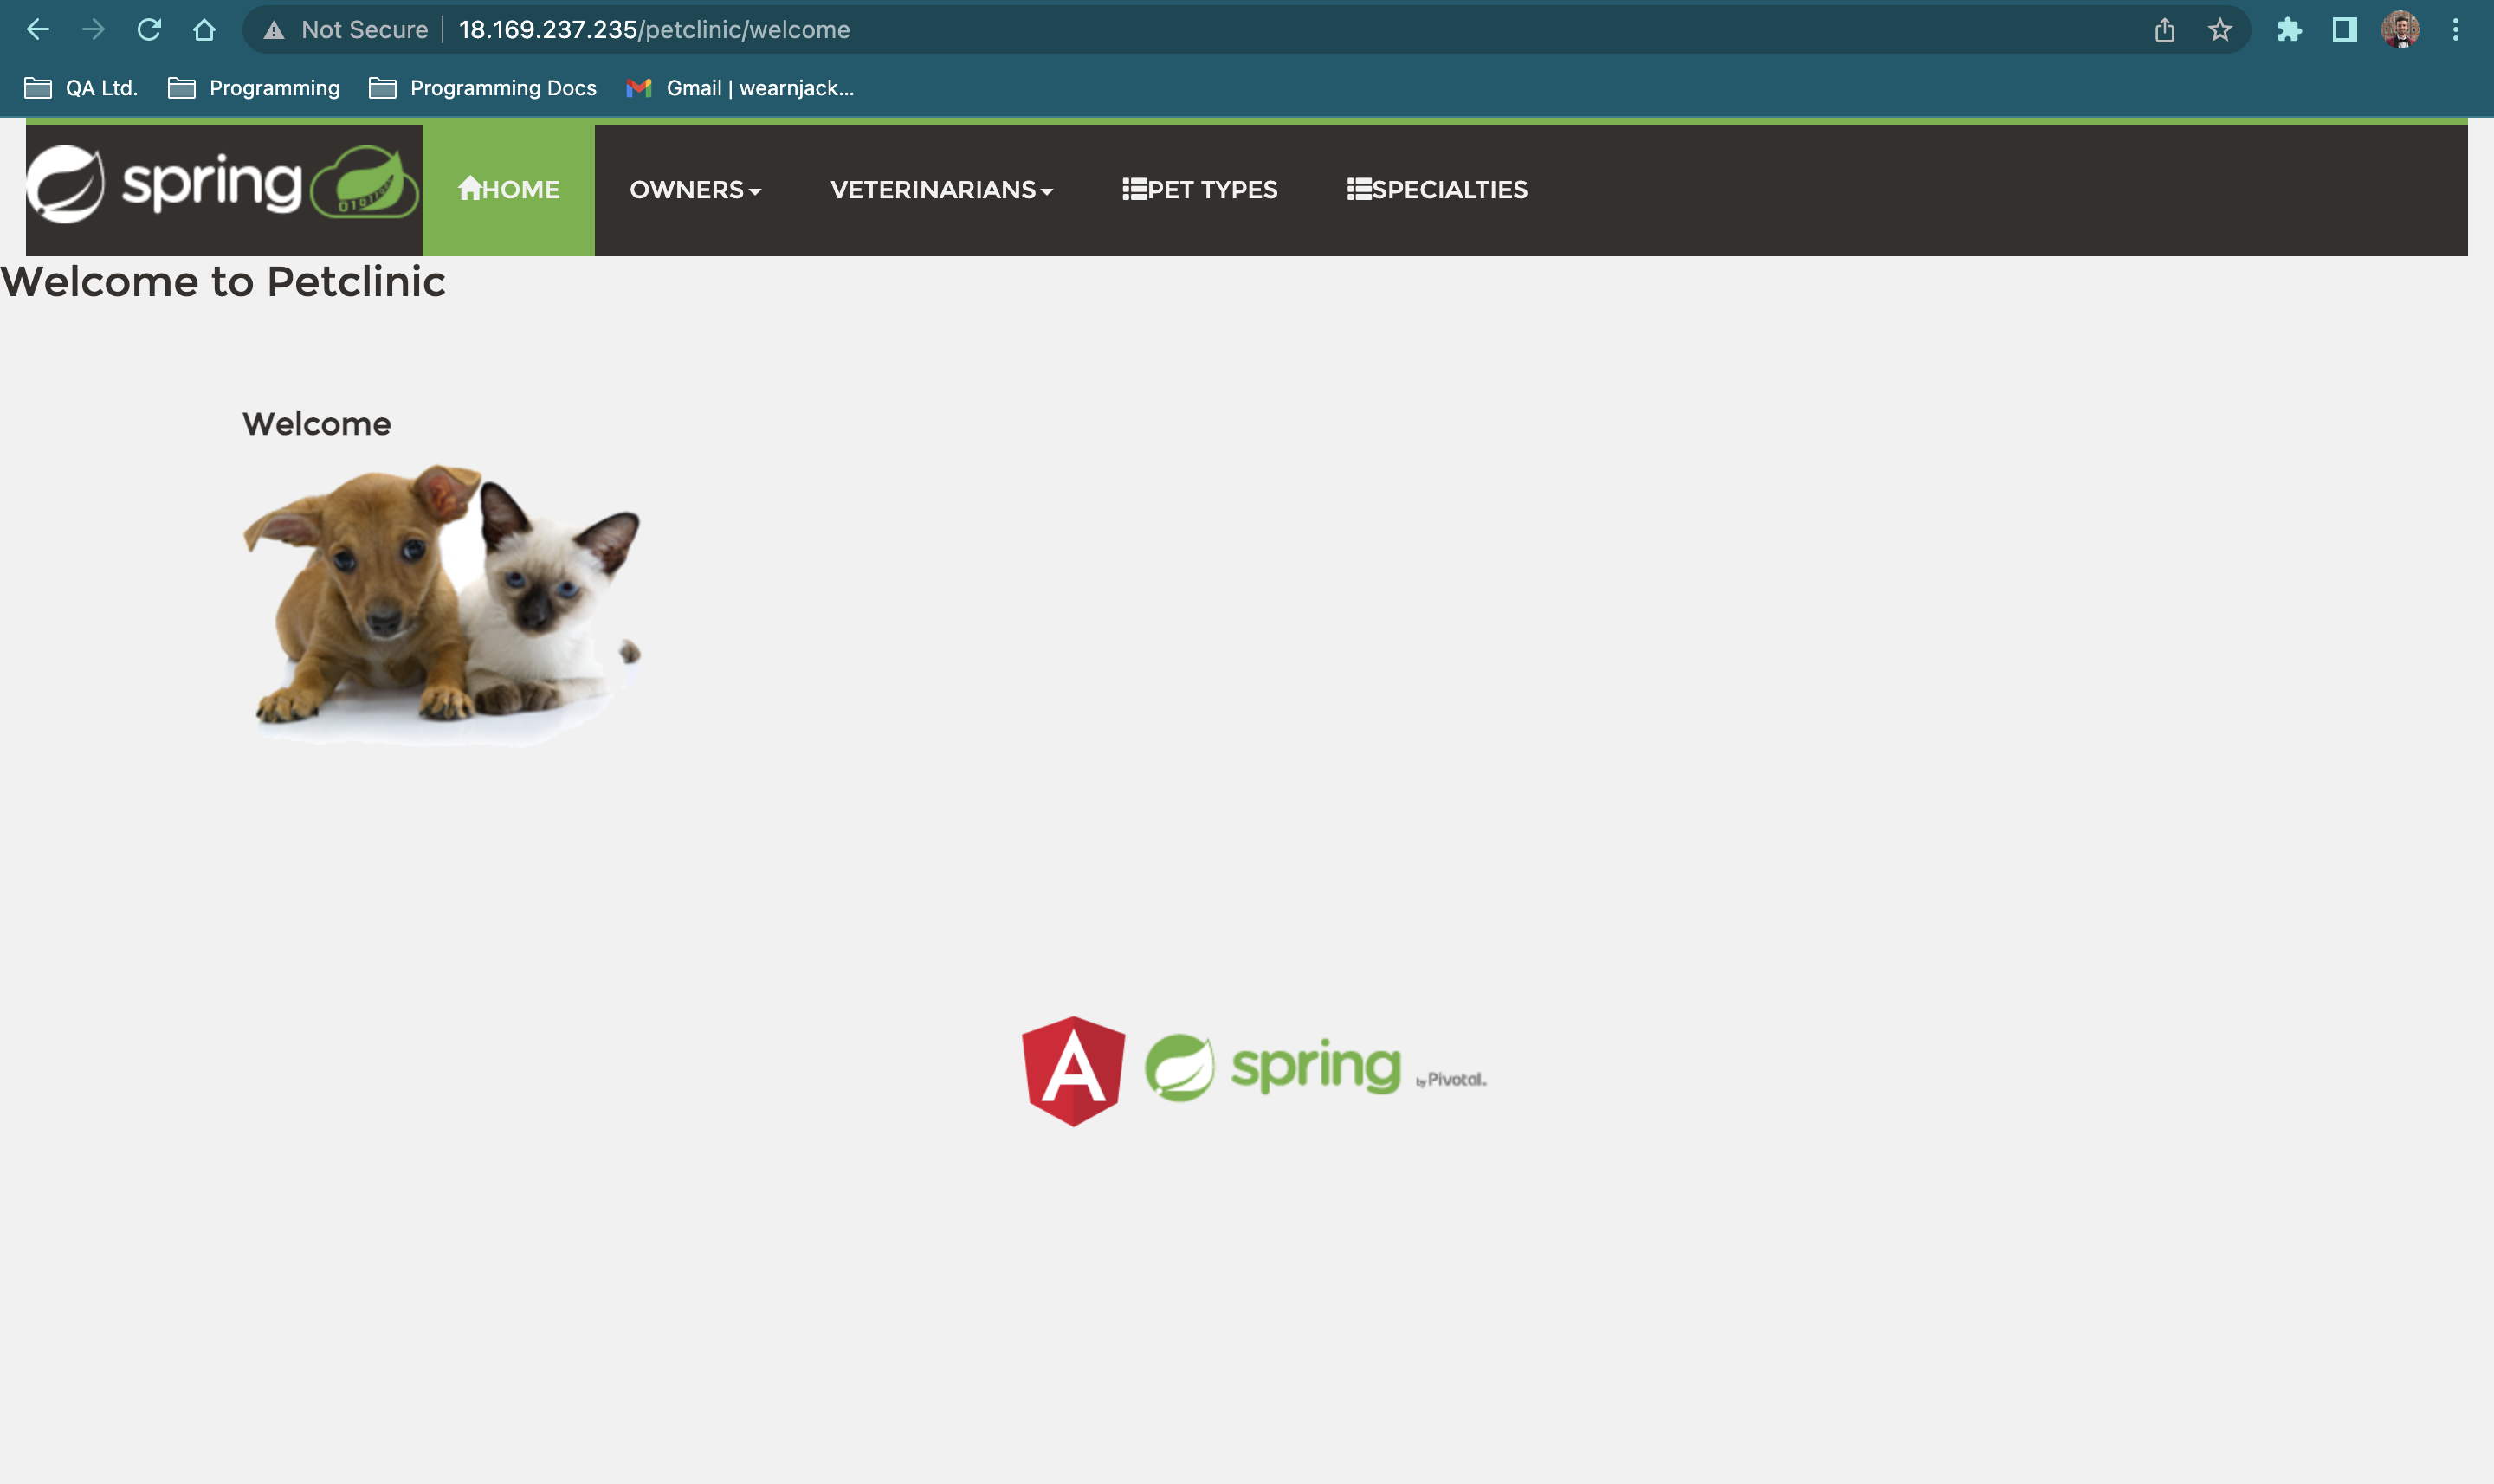 Not Secure 18.169.237.235/petclinic/welcome
QA Ltd. Programming Programming Docs Gmail | wearnjack...
spring HOME OWNERS VETERINARIANS PET TYPES SPECIALTIES
Welcome to Petclinic
Welcome
A spring by Pivotal™